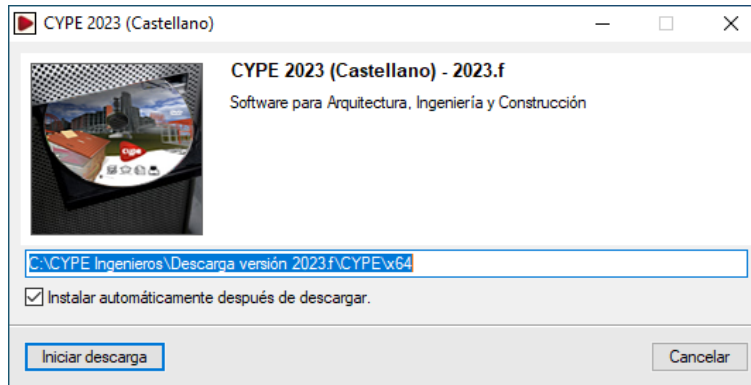 CYPE 2023 (Castellano)
CYPE 2023 (Castellano) - 2023.f
Software para Arquitectura, Ingeniería y Construcción
cype
C:\CYPE Ingenieros\Descarga versión 2023.f\CYPE\x64
Instalar automáticamente después de descargar.
Iniciar descarga
Cancelar